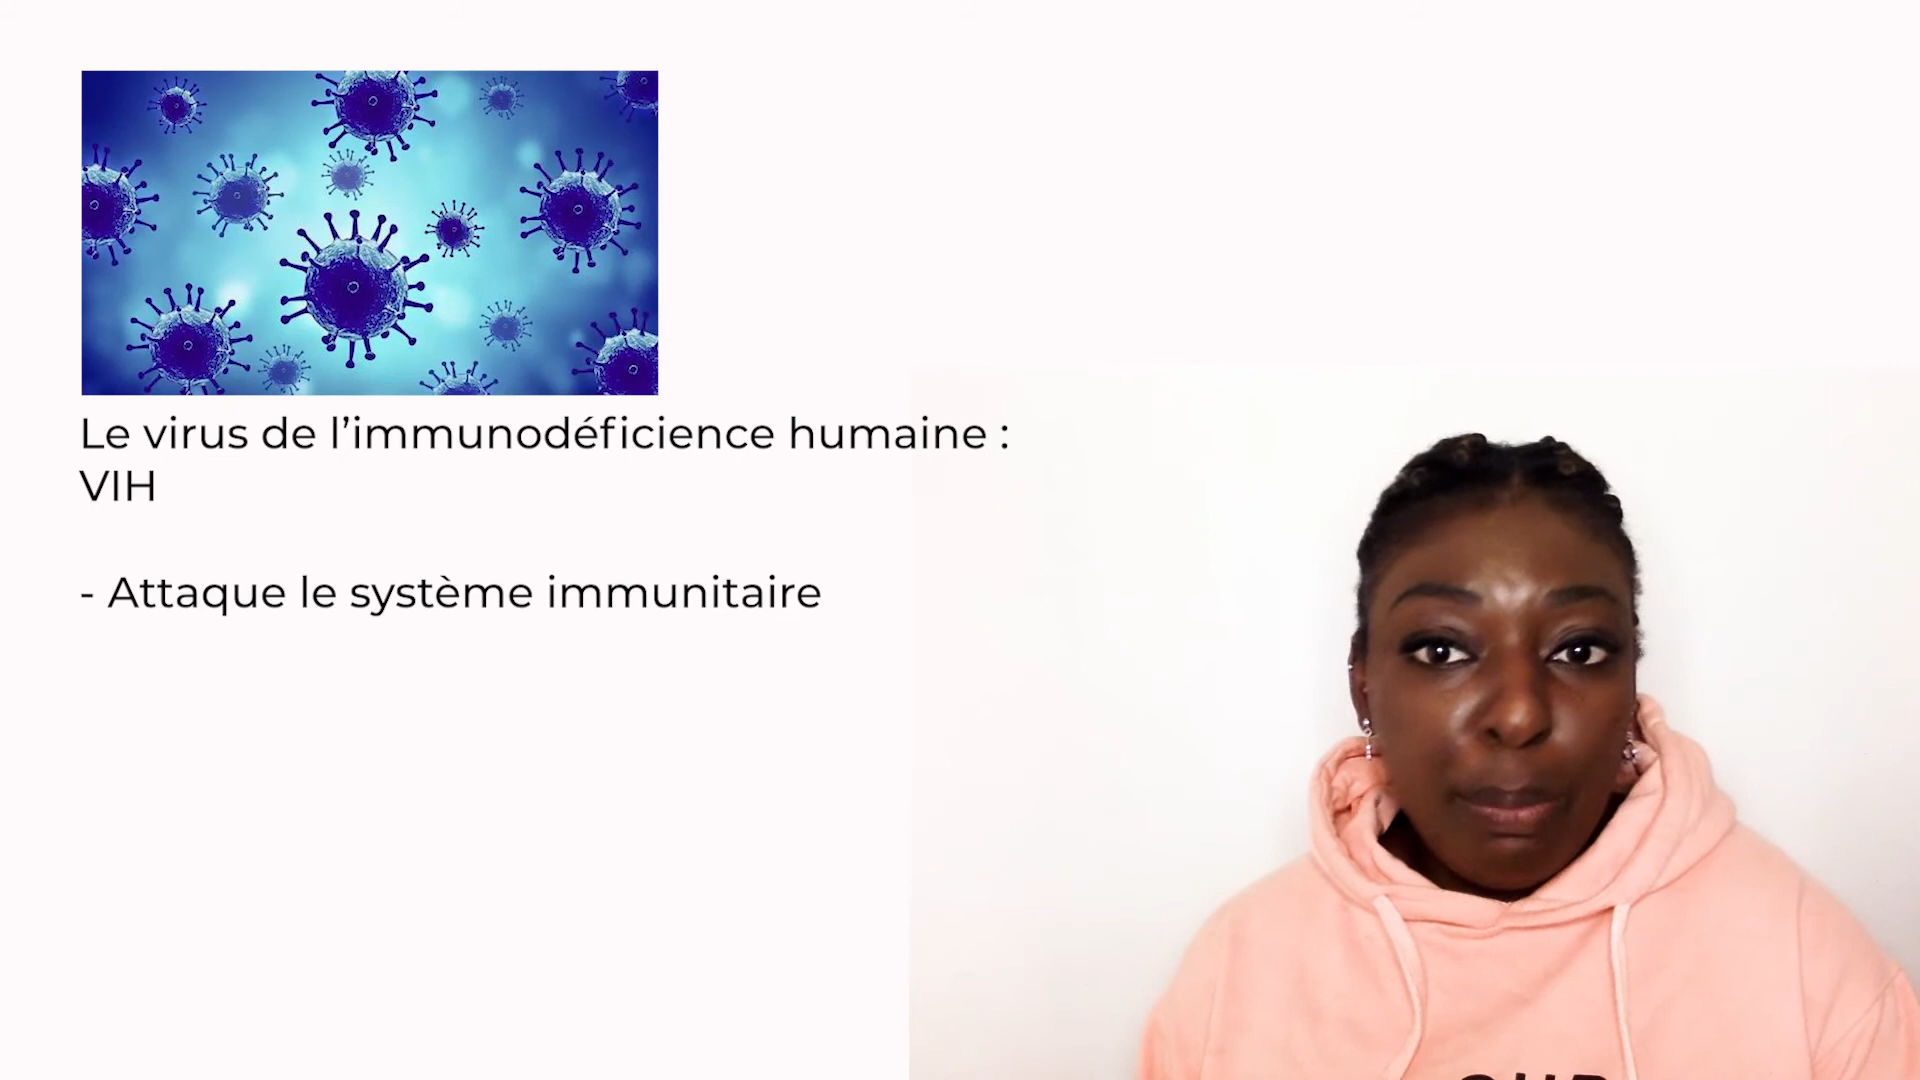 Le virus de l’immunodéficience humaine :
VIH
- Attaque le système immunitaire